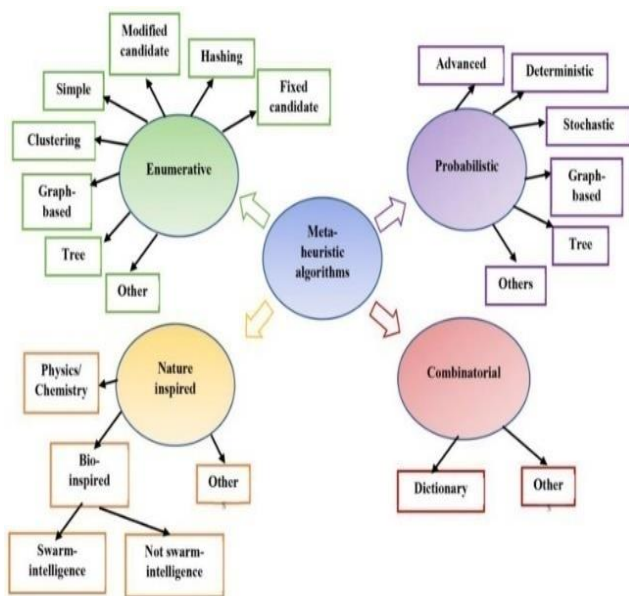 Modified
candidate
Hashing
Simple
Fixed
candidate
Clustering
Enumerative
Graph-
based
Tree
Other
Advanced
Deterministic
Stochastic
Probabilistic
Graph-
based
Tree
Others
Meta-
heuristic
algorithms
Physics/
Chemistry
Nature
inspired
Bio-
inspired
Other
s
Swarm-
intelligence
Not swarm-
intelligence
Combinatorial
Dictionary
Other
s